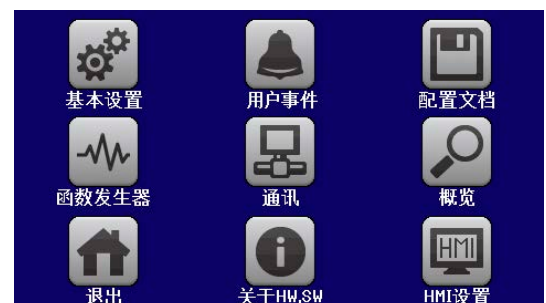 基本设置
用户事件
配置文档
函数发生器
通讯
概览
HMI
退出
关于HW,SW
HMI设置